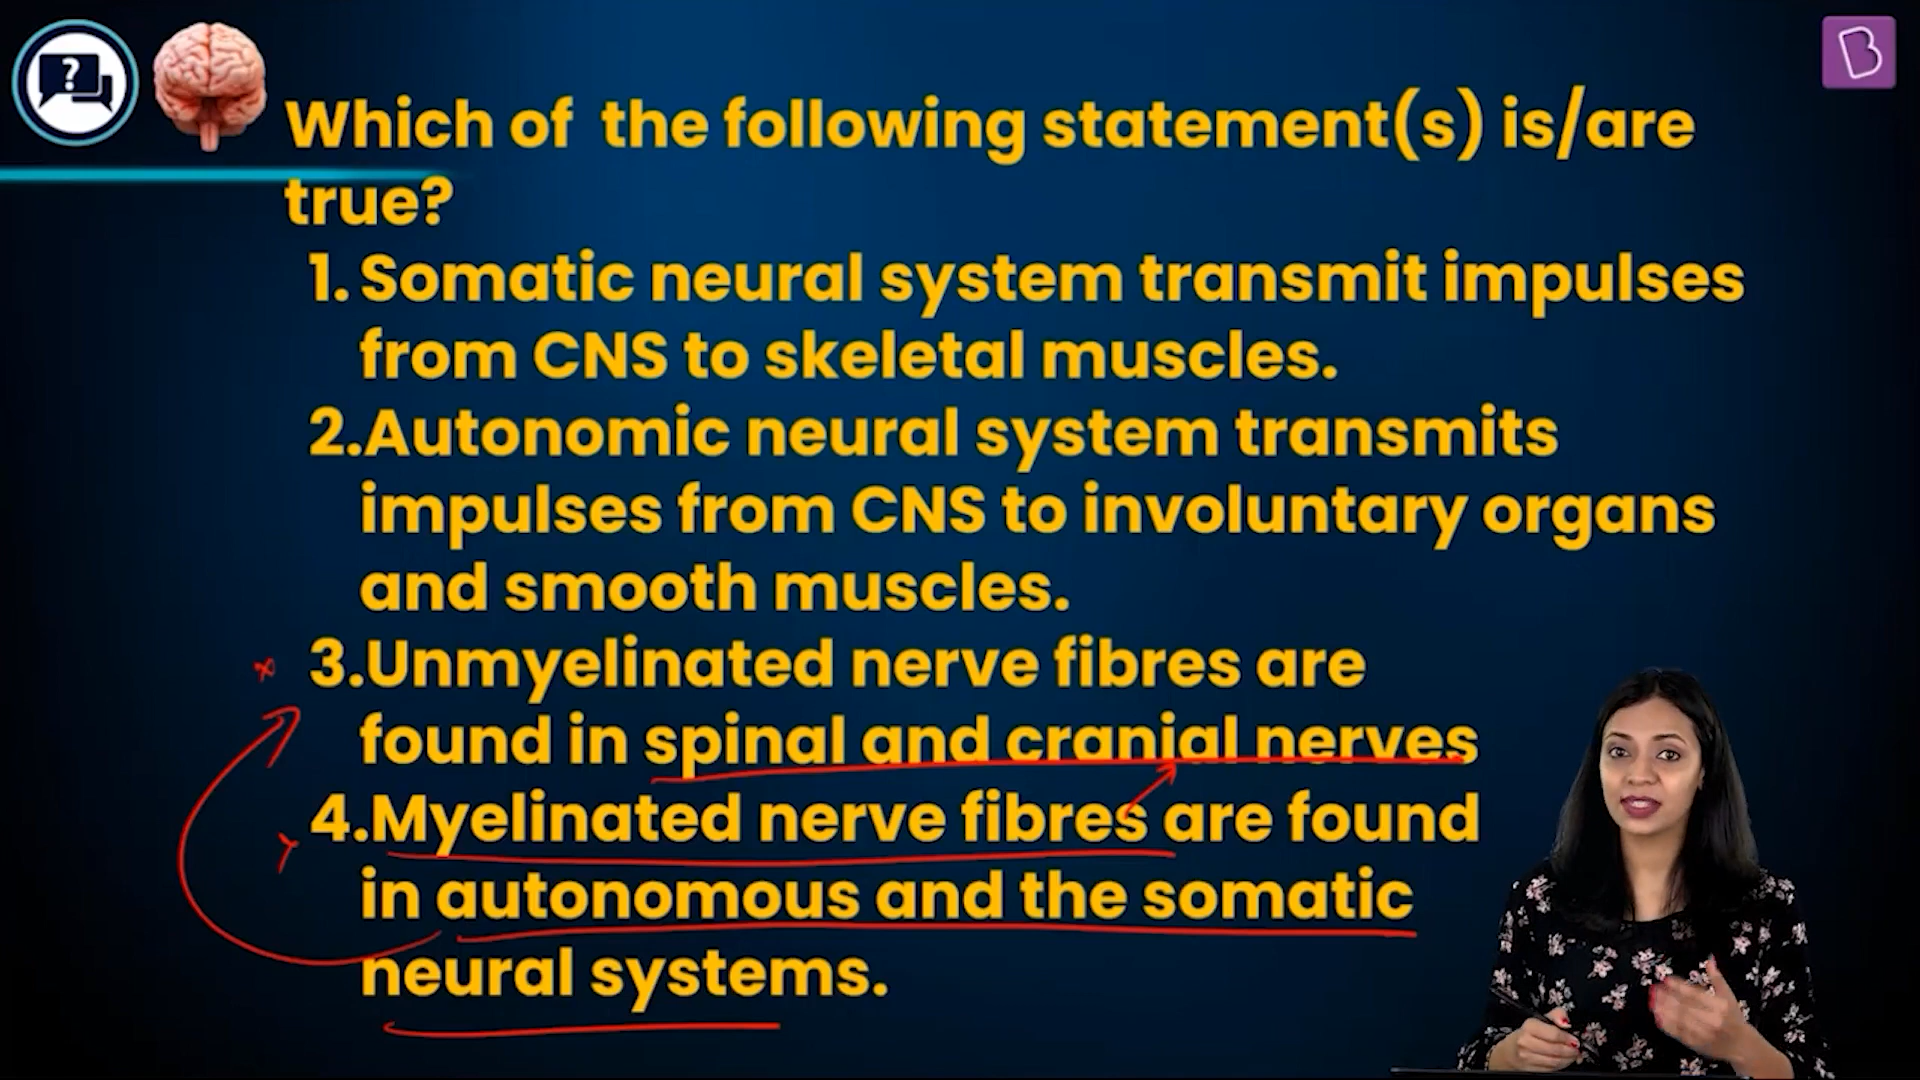 ?
B
Which of the following statement(s) is/are
true?
1. Somatic neural system transmit impulses
from CNS to skeletal muscles.
2.Autonomic neural system transmits
impulses from CNS to involuntary organs
and smooth muscles.
3.Unmyelinated nerve fibres are
found in spinal and cranial nerves
4.Myelinated nerve fibres are found
in autonomous and the somatic
neural systems.